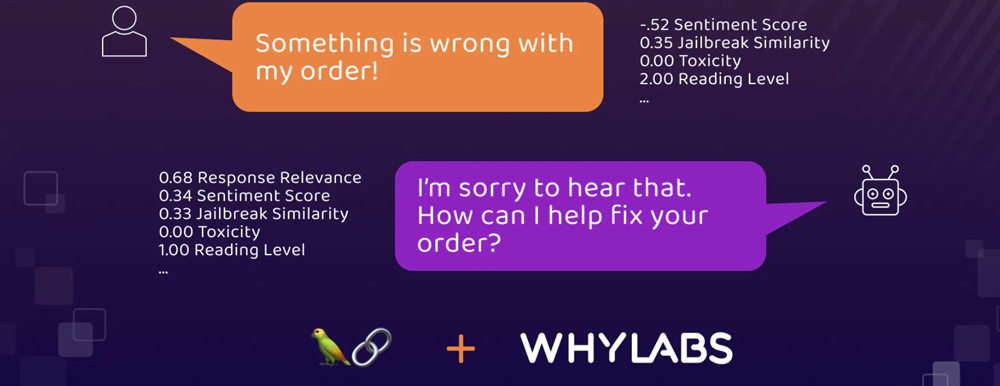 Something is wrong with
my order!
-.52 Sentiment Score
0.35 Jailbreak Similarity
0.00 Toxicity
2.00 Reading Level
...
0.68 Response Relevance
0.34 Sentiment Score
0.33 Jailbreak Similarity
0.00 Toxicity
1.00 Reading Level
...
I'm sorry to hear that.
How can I help fix your
order?
+ WHYLABS